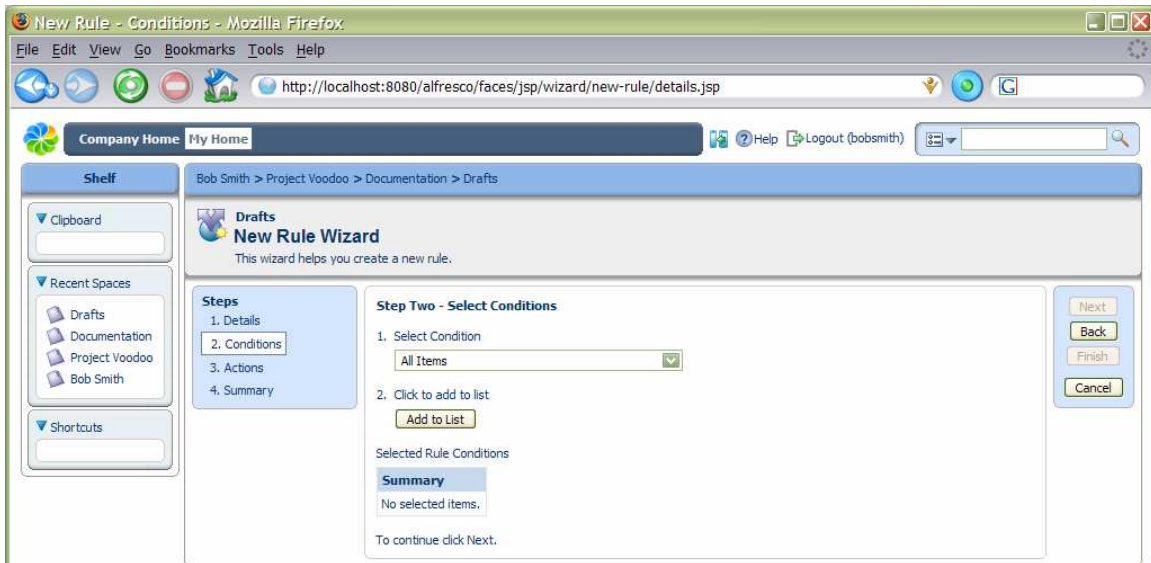 New Rule - Conditions - Mozilla Firefox
File Edit View Go Bookmarks Tools Help
http://localhost:8080/alfresco/faces/jsp/wizard/new-rule/details.jsp
G
Company Home My Home
Help Logout (bobsmith)
Shelf
Bob Smith > Project Voodoo > Documentation > Drafts
Clipboard
Recent Spaces
Drafts
Documentation
Project Voodoo
Bob Smith
Shortcuts
Drafts
New Rule Wizard
This wizard helps you create a new rule.
Steps
1. Details
2. Conditions
3. Actions
4. Summary
Step Two - Select Conditions
1. Select Condition
All Items
2. Click to add to list
Add to List
Selected Rule Conditions
Summary
No selected items.
To continue click Next.
Next
Back
Finish
Cancel